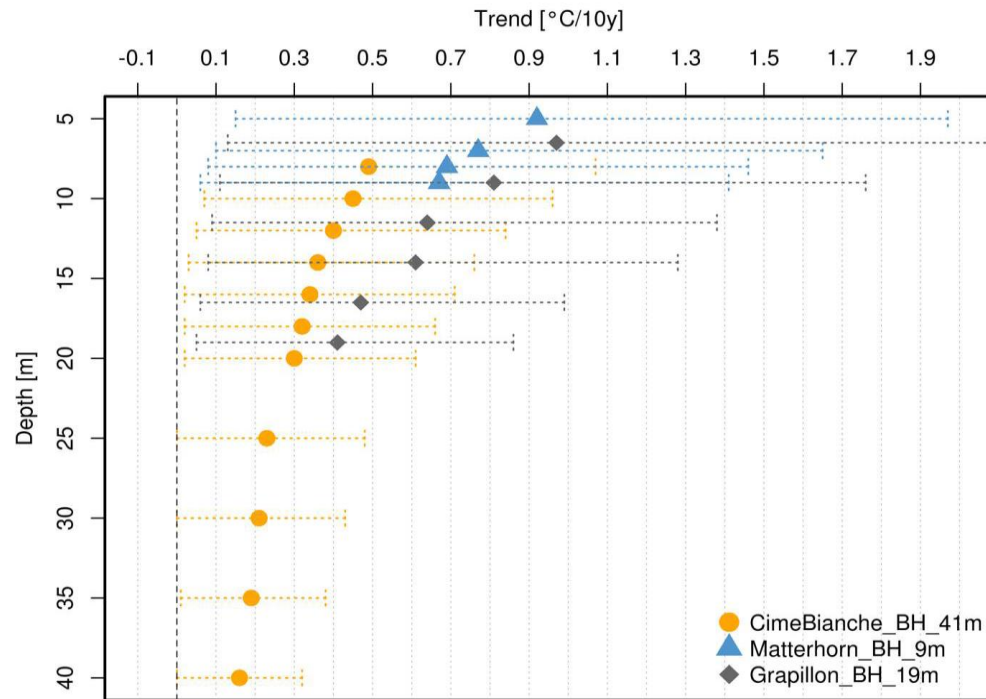 Trend [°C/10y]
-0.1 0.1 0.3 0.5 0.7 0.9 1.1 1.3 1.5 1.7 1.9
Depth [m]
5
10
15
20
25
30
35
40
CimeBianche_BH_41m
Matterhorn_BH_9m
Grapillon_BH_19m